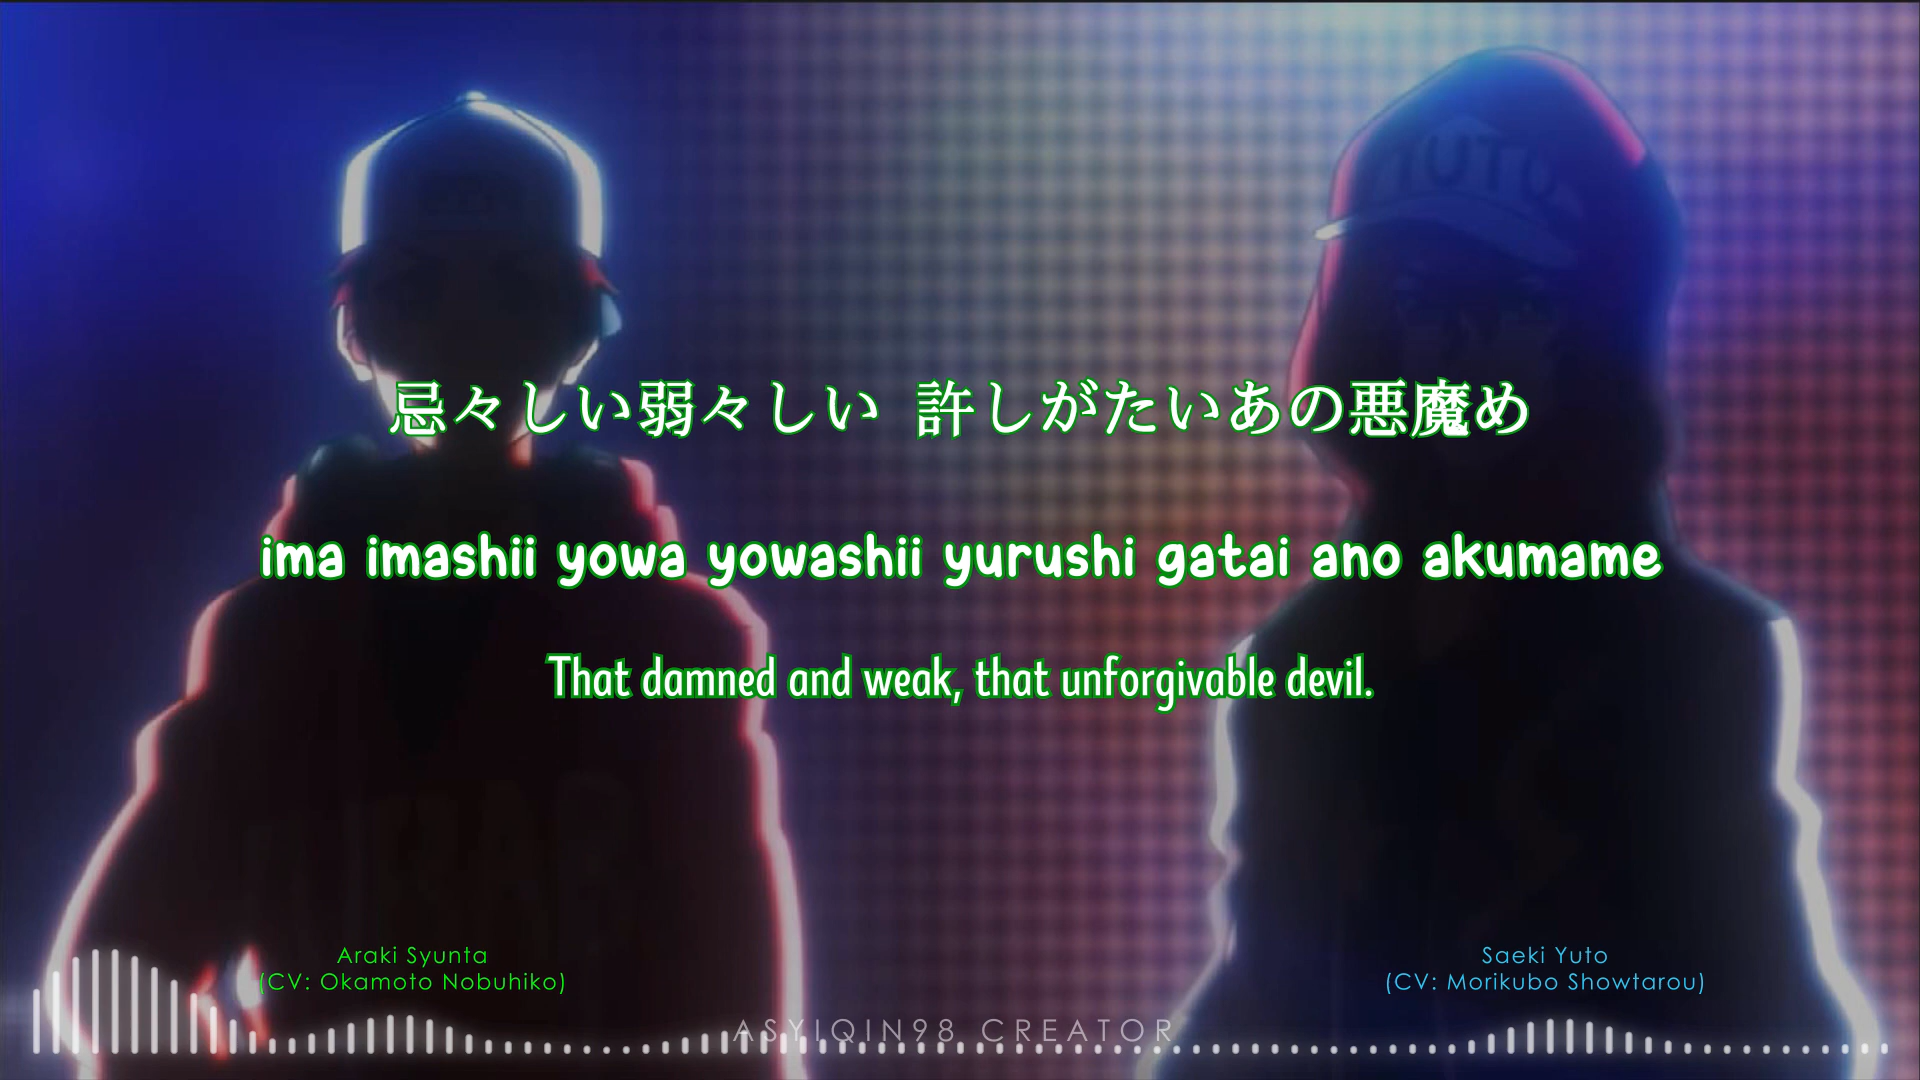 YUTO
忌々しい弱々しい 許しがたいあの悪魔め
ima imashii yowa yowashii yurushi gatai ano akumame
That damned and weak, that unforgivable devil.
Araki Syunta
(CV: Okamoto Nobuhiko)
Saeki Yuto
(CV: Morikubo Showtarou)
ASYIQIN98 CREATOR